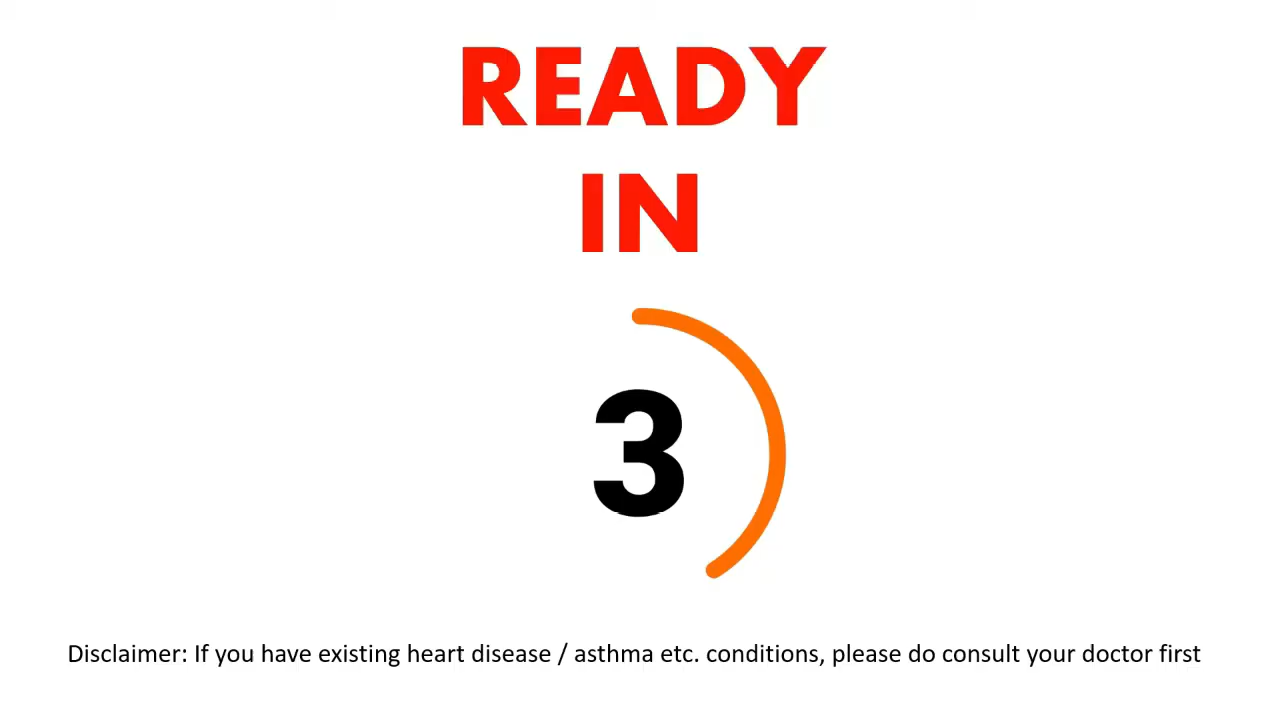 READY
IN
3
Disclaimer: If you have existing heart disease / asthma etc. conditions, please do consult your doctor first